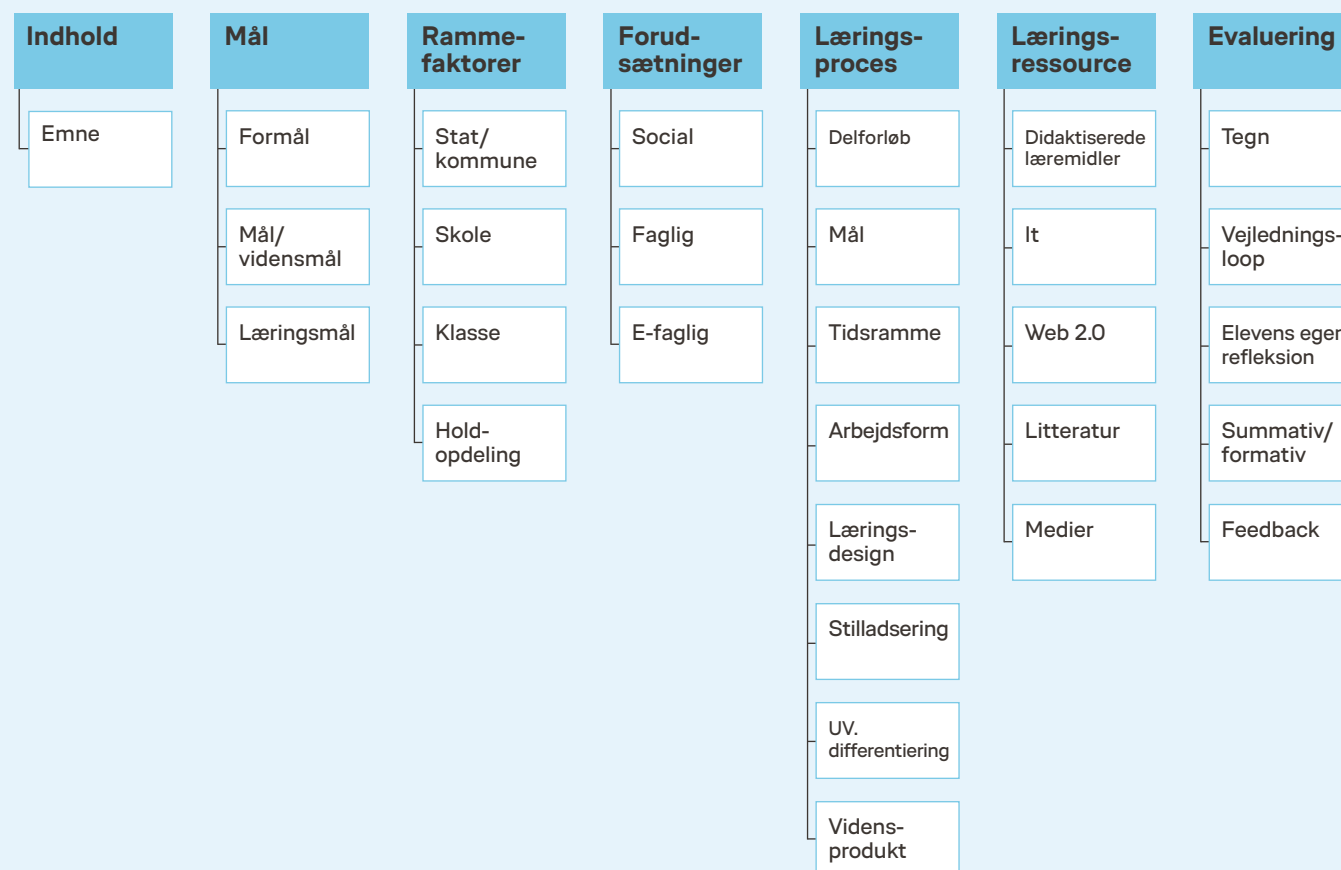 Indhold
Emne
Mål
Formål
Mål/
vidensmål
Læringsmål
Ramme-
faktorer
Stat/
kommune
Skole
Klasse
Hold-
opdeling
Forud-
sætninger
Social
Faglig
E-faglig
Lærings-
proces
Delforløb
Mål
Tidsramme
Arbejdsform
Lærings-
design
Stilladsering
UV.
differentiering
Videns-
produkt
Lærings-
ressource
Didaktiserede
læremidler
It
Web 2.0
Litteratur
Medier
Evaluering
Tegn
Vejlednings-
loop
Elevens egen
refleksion
Summativ/
formativ
Feedback